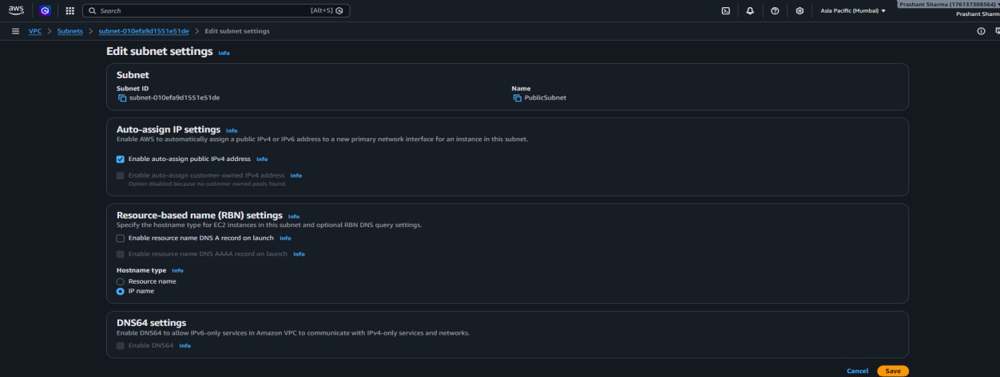 aws
Search
[Alt+S]
Asia Pacific (Mumbai)
Prashant Sharma (176137308564)
Prashant Sharm
VPC > Subnets > subnet-010efa9d1551e51de > Edit subnet settings
Edit subnet settings Info
Subnet
Subnet ID
subnet-010efa9d1551e51de
Name
PublicSubnet
Auto-assign IP settings Info
Enable AWS to automatically assign a public IPv4 or IPv6 address to a new primary network interface for an instance in this subnet.
Enable auto-assign public IPv4 address Info
Enable auto-assign customer-owned IPv4 address Info
Option disabled because no customer owned pools found.
Resource-based name (RBN) settings Info
Specify the hostname type for EC2 instances in this subnet and optional RBN DNS query settings.
Enable resource name DNS A record on launch Info
Enable resource name DNS AAAA record on launch Info
Hostname type Info
Resource name
IP name
DNS64 settings
Enable DNS64 to allow IPv6-only services in Amazon VPC to communicate with IPv4-only services and networks.
Enable DNS64 Info
Cancel
Save